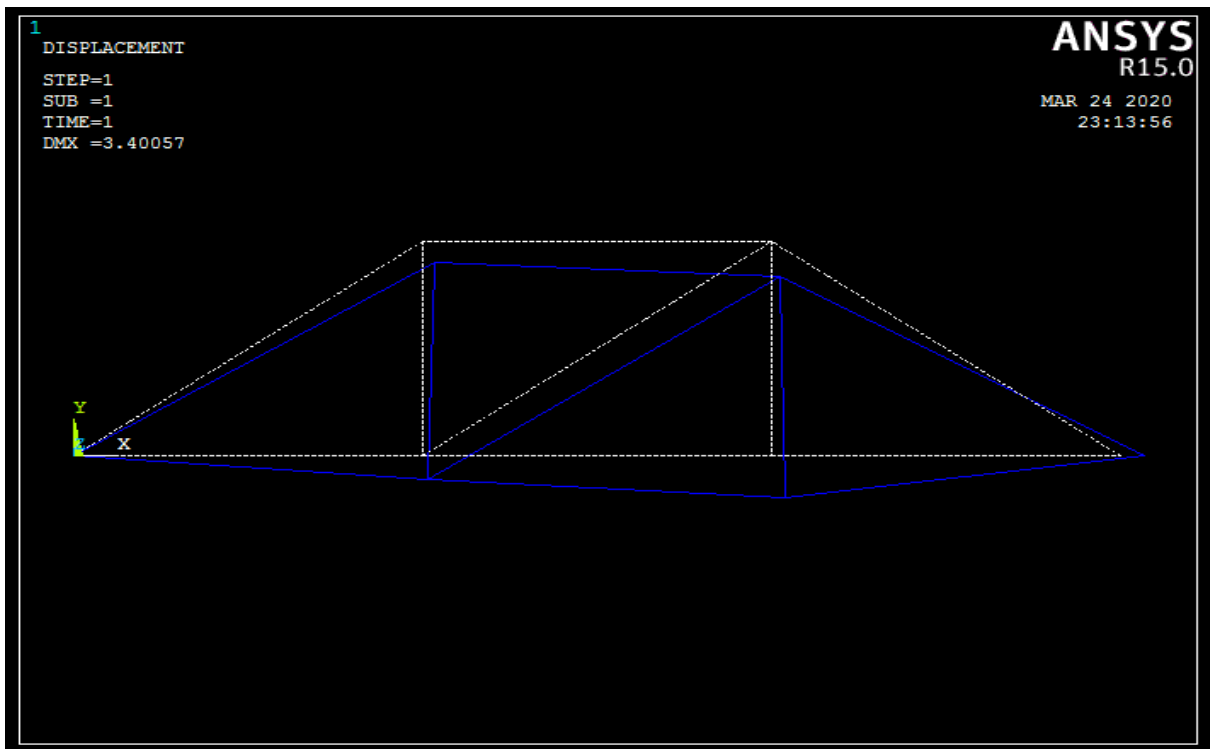 1
DISPLACEMENT
STEP=1
SUB =1
TIME=1
DMX =3.40057
ANSYS
R15.0
MAR 24 2020
23:13:56
Y
X